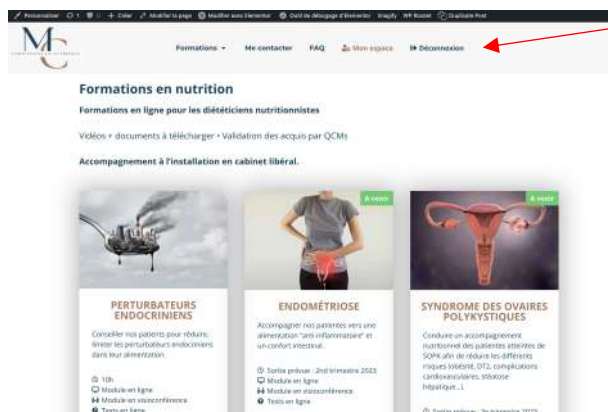 Personnaliser 1 Créer Modifier la page Modifier avec Elementor Outil de débogage d'Elementor Imagify WP Rocket Duplicate Post
MC
Formations Me contacter FAQ Mon espace Déconnexion
Formations en nutrition
Formations en ligne pour les diététiciens nutritionnistes
Vidéos + documents à télécharger • Validation des acquis par QCMs
Accompagnement à l'installation en cabinet libéral.
A venir
A venir
PERTURBATEURS
ENDOCRINIENS
Conseiller nos patients pour réduire,
limiter les perturbateurs endocriniens
dans leur alimentation.
10h
Module en ligne
Module en visioconférence
Tests en ligne
ENDOMÉTRIOSE
Accompagner nos patientes vers une
alimentation "anti-inflammatoire" et
un confort intestinal.
Sortie prévue : 2nd trimestre 2023
Module en ligne
Module en visioconférence
Tests en ligne
SYNDROME DES OVAIRES
POLYKYSTIQUES
Conduire un accompagnement
nutritionnel des patientes atteintes de
SOPK afin de réduire les différents
risques (obésité, DT2, complications
cardiovasculaires, stéatose
hépatique...).